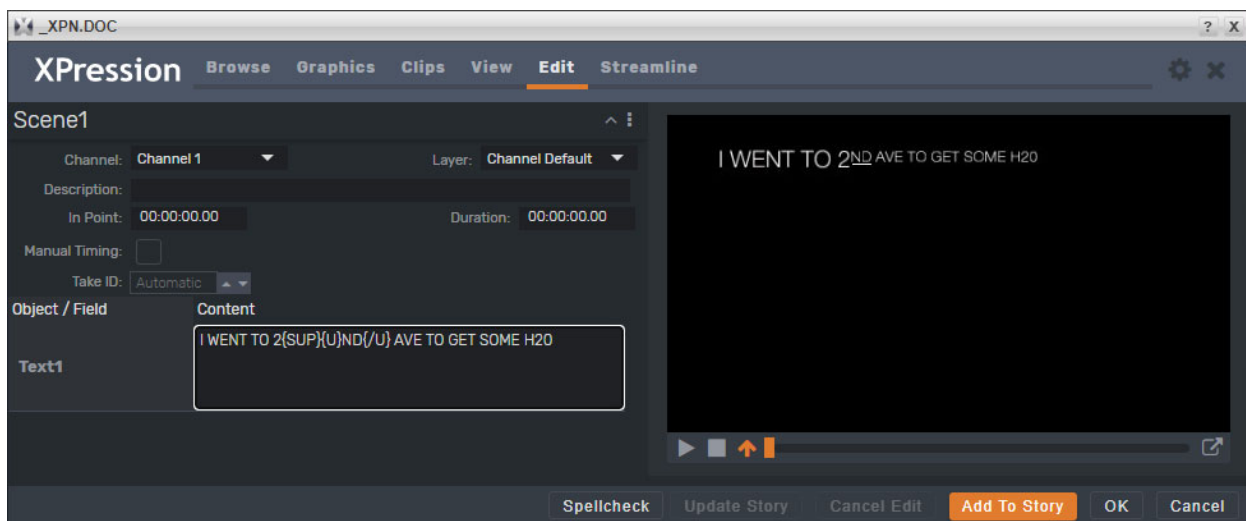 _XPN.DOC ? X
XPression Browse Graphics Clips View Edit Streamline
Scene1
Channel: Channel 1 Layer: Channel Default
Description:
In Point: 00:00:00.00 Duration: 00:00:00.00
Manual Timing:
Take ID: Automatic
Object / Field Content
Text1 I WENT TO 2{SUP}{U}ND{/U} AVE TO GET SOME H20
I WENT TO 2ND AVE TO GET SOME H20
Spellcheck Update Story Cancel Edit Add To Story OK Cancel